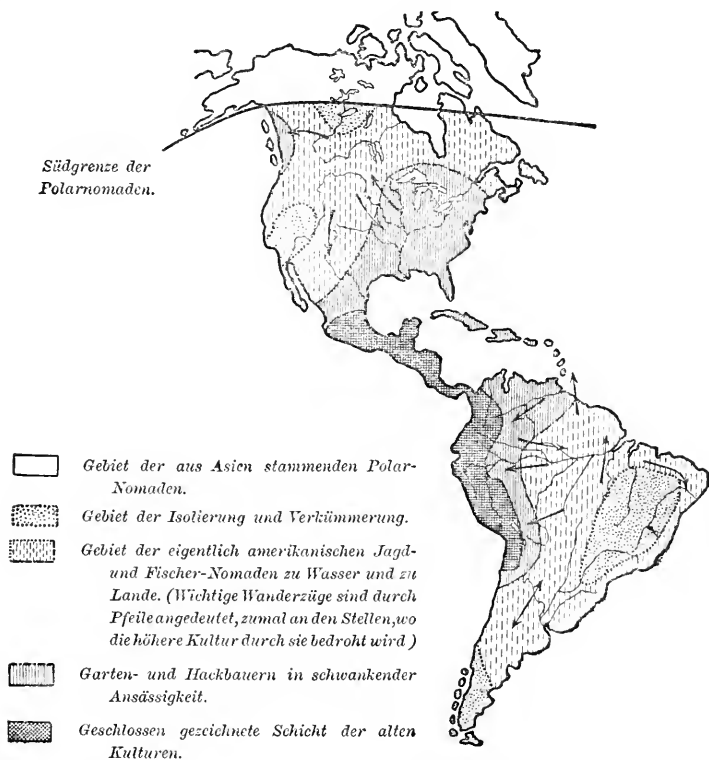 Südgrenze der
Polarnomaden.
Gebiet der aus Asien stammenden Polar-
Nomaden.
Gebiet der Isolierung und Verkümmerung.
Gebiet der eigentlich amerikanischen Jagd-
und Fischer-Nomaden zu Wasser und zu
Lande. (Wichtige Wanderzüge sind durch
Pfeile angedeutet, zumal an den Stellen, wo
die höhere Kultur durch sie bedroht wird)
Garten- und Hackbauern in schwankender
Ansässigkeit.
Geschlossen gezeichnete Schicht der alten
Kulturen.